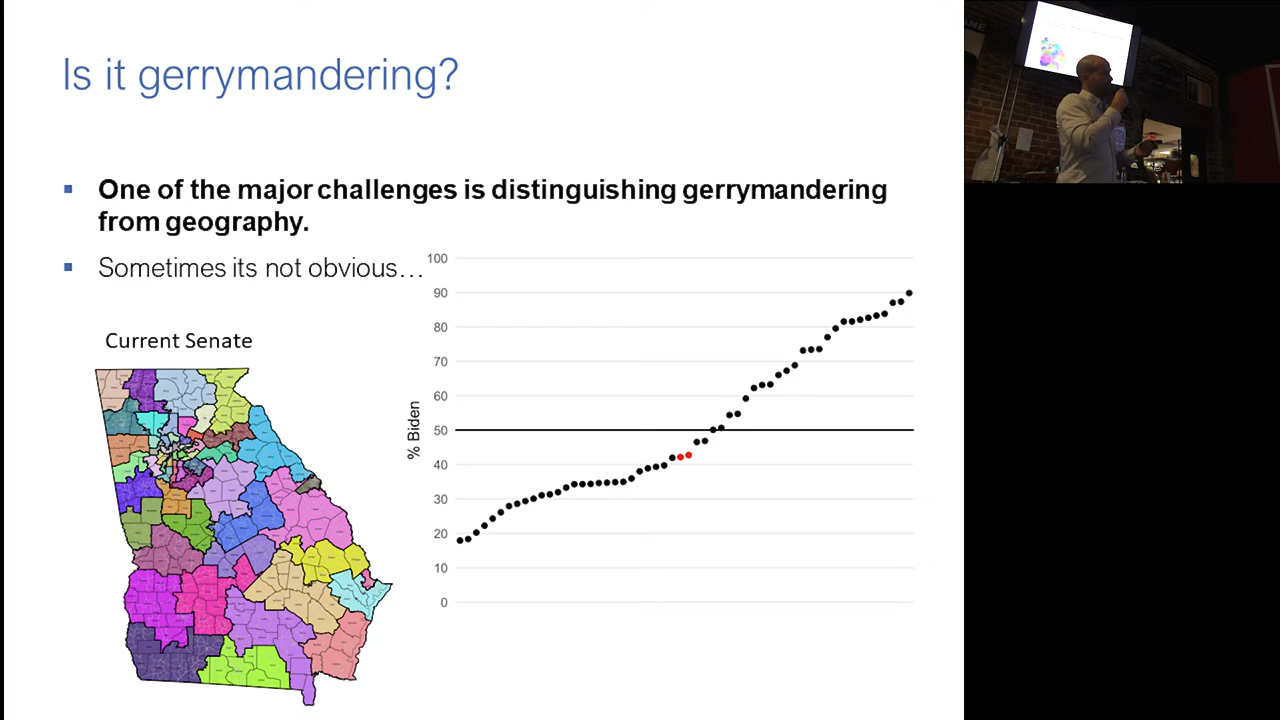 Is it gerrymandering?
One of the major challenges is distinguishing gerrymandering
from geography.
Sometimes its not obvious…
Current Senate
% Biden
100
90
80
70
60
50
40
30
20
10
0